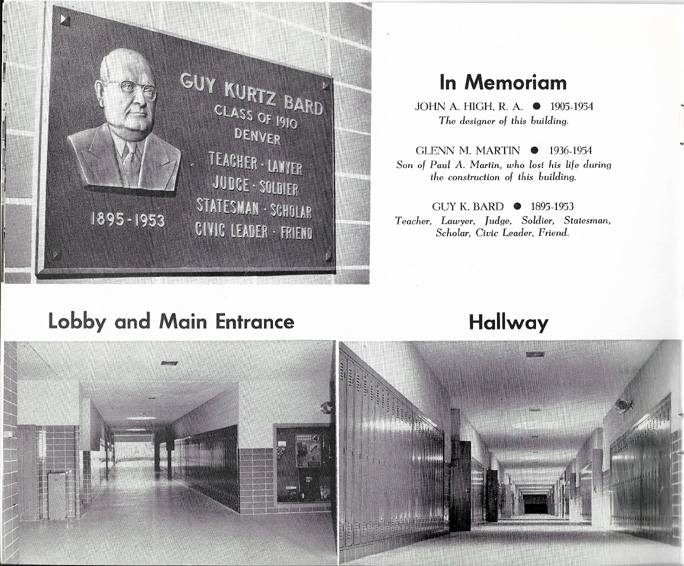 GUY KURTZ BARD
CLASS OF 1910
DENVER
TEACHER · LAWYER
JUDGE · SOLDIER
STATESMAN · SCHOLAR
CIVIC LEADER · FRIEND
1895-1953
In Memoriam
JOHN A. HIGH, R. A. ● 1905-1954
The designer of this building.
GLENN M. MARTIN ● 1936-1954
Son of Paul A. Martin, who lost his life during
the construction of this building.
GUY K. BARD ● 1895-1953
Teacher, Lawyer, Judge, Soldier, Statesman,
Scholar, Civic Leader, Friend.
Lobby and Main Entrance
Hallway